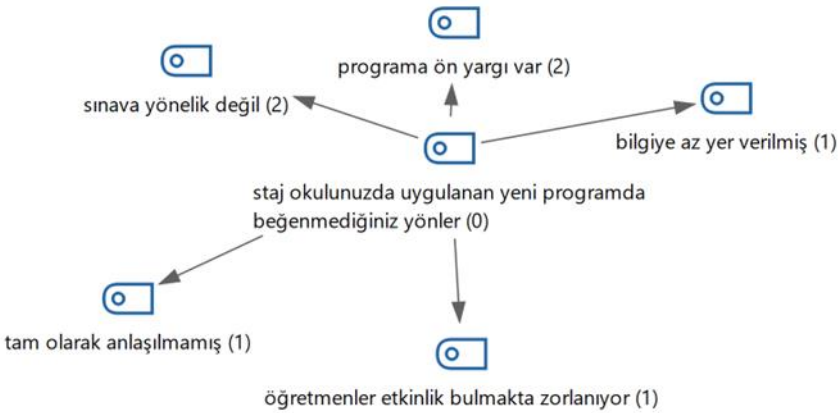 programa ön yargı var (2)
sınava yönelik değil (2)
bilgiye az yer verilmiş (1)
staj okulunuzda uygulanan yeni programda
beğenmediğiniz yönler (0)
tam olarak anlaşılmamış (1)
öğretmenler etkinlik bulmakta zorlanıyor (1)